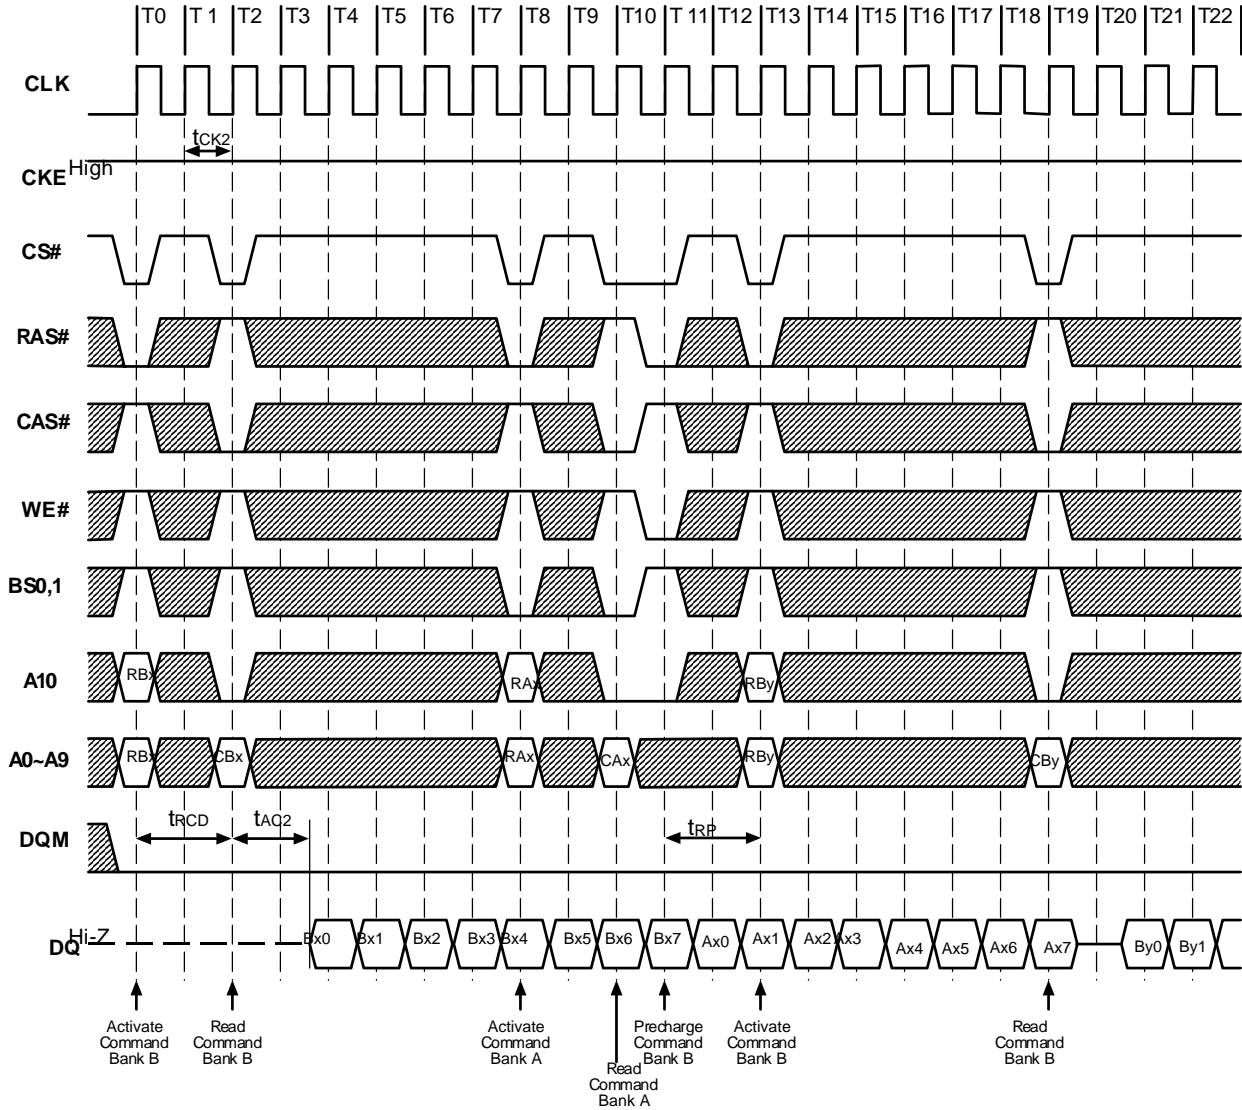 T0 T 1 T2 T3 T4 T5 T6 T7 T8 T9 T10 T 11 T12 T13 T14 T15 T16 T17 T18 T19 T20 T21 T22
CLK
tCK2
CKE High
CS#
RAS#
CAS#
WE#
BS0,1
A10 RBx RAx RBy
A0~A9 RBx CBx RAx CAx RBy CBy
tRCD tAC2 tRP
DQM
DQ Hi-Z Bx0 Bx1 Bx2 Bx3 Bx4 Bx5 Bx6 Bx7 Ax0 Ax1 Ax2 Ax3 Ax4 Ax5 Ax6 Ax7 By0 By1
Activate
Command
Bank B
Read
Command
Bank B
Activate
Command
Bank A
Read
Command
Bank A
Precharge
Command
Bank B
Activate
Command
Bank B
Read
Command
Bank B